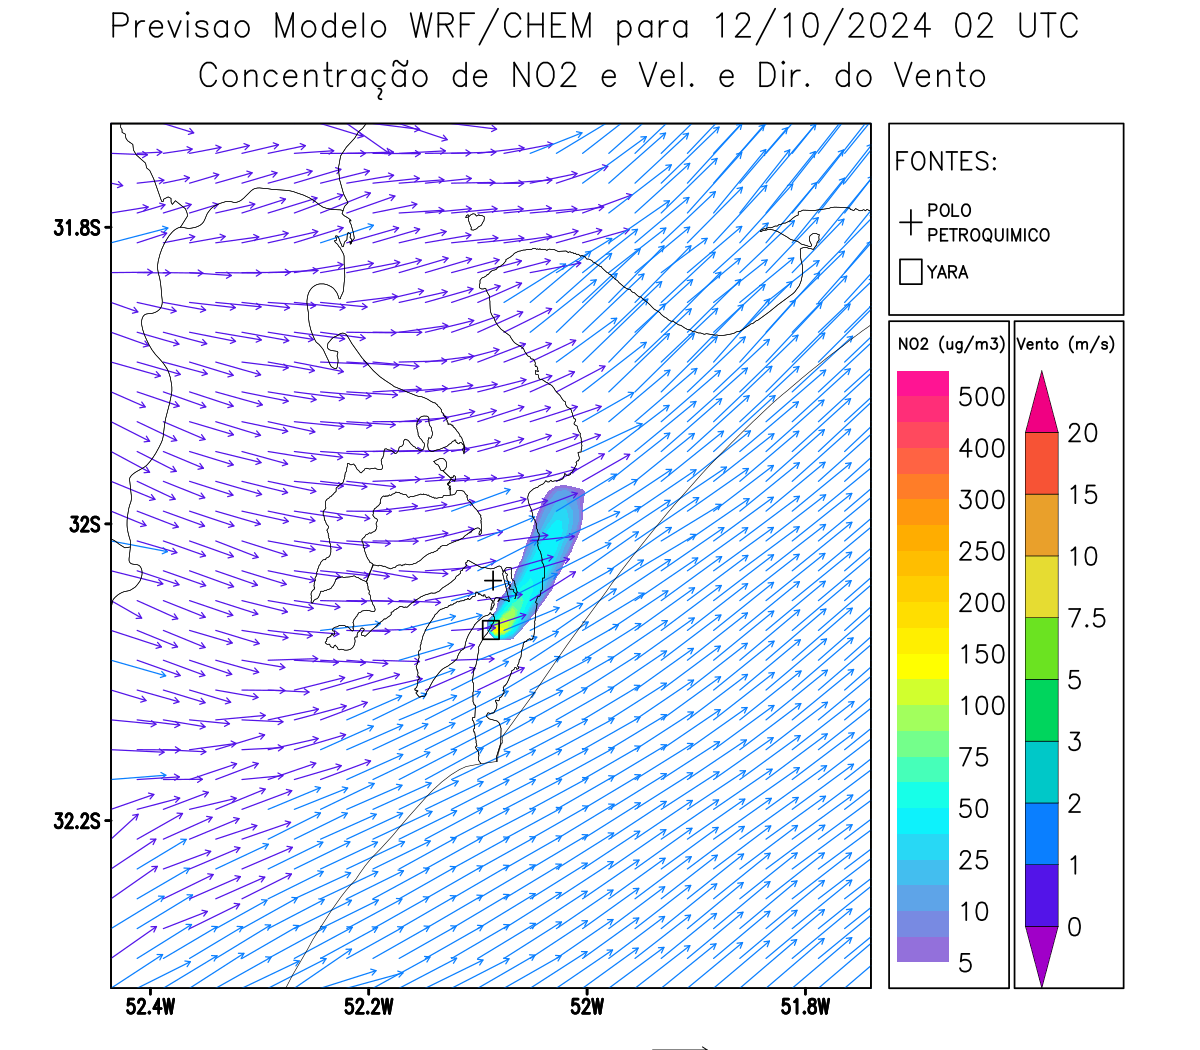 Previsao Modelo WRF/CHEM para 12/10/2024 02 UTC
Concentração de NO2 e Vel. e Dir. do Vento
FONTES:
POLO
PETROQUIMICO
YARA
NO2 (ug/m3)
500
400
300
250
200
150
100
75
50
25
10
5
Vento (m/s)
20
15
10
7.5
5
3
2
1
0
31.8S
32S
32.2S
52.4W 52.2W 52W 51.8W